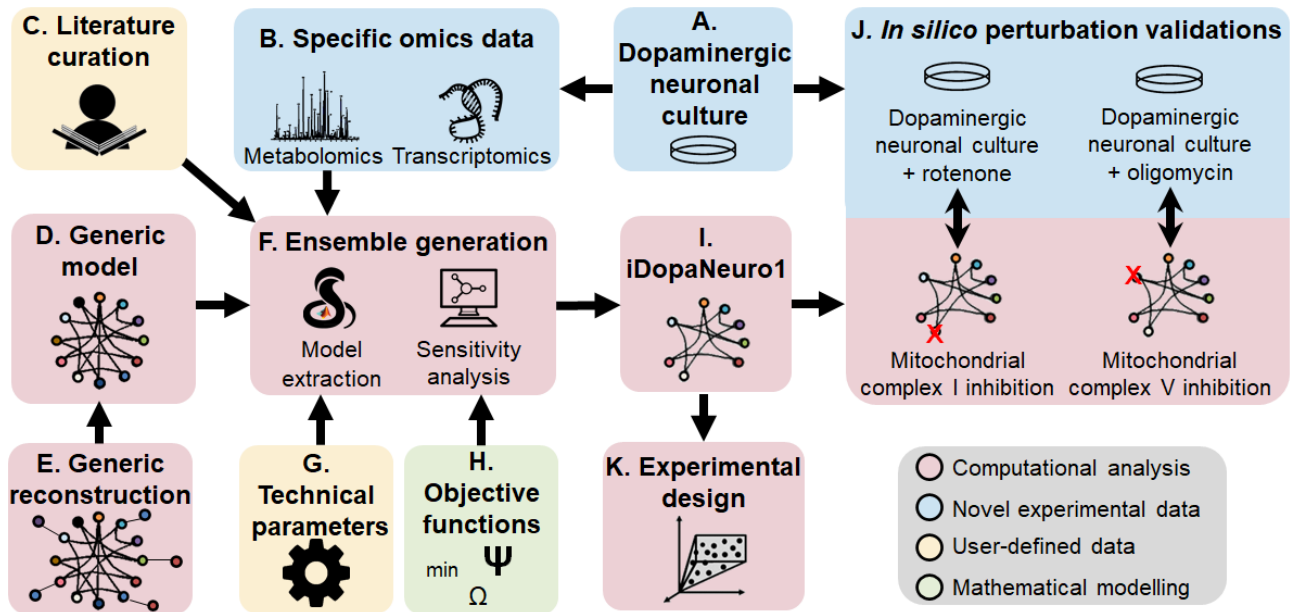 C. Literature
curation
B. Specific omics data
Metabolomics
Transcriptomics
A.
Dopaminergic
neuronal
culture
J. In silico perturbation validations
Dopaminergic
neuronal culture
+ rotenone
Dopaminergic
neuronal culture
+ oligomycin
D. Generic
model
F. Ensemble generation
Model
extraction
Sensitivity
analysis
I.
iDopaNeuro1
X
X
Mitochondrial
complex I inhibition
Mitochondrial
complex V inhibition
E. Generic
reconstruction
G.
Technical
parameters
H.
Objective
functions
min Ψ
Ω
K. Experimental
design
Computational analysis
Novel experimental data
User-defined data
Mathematical modelling